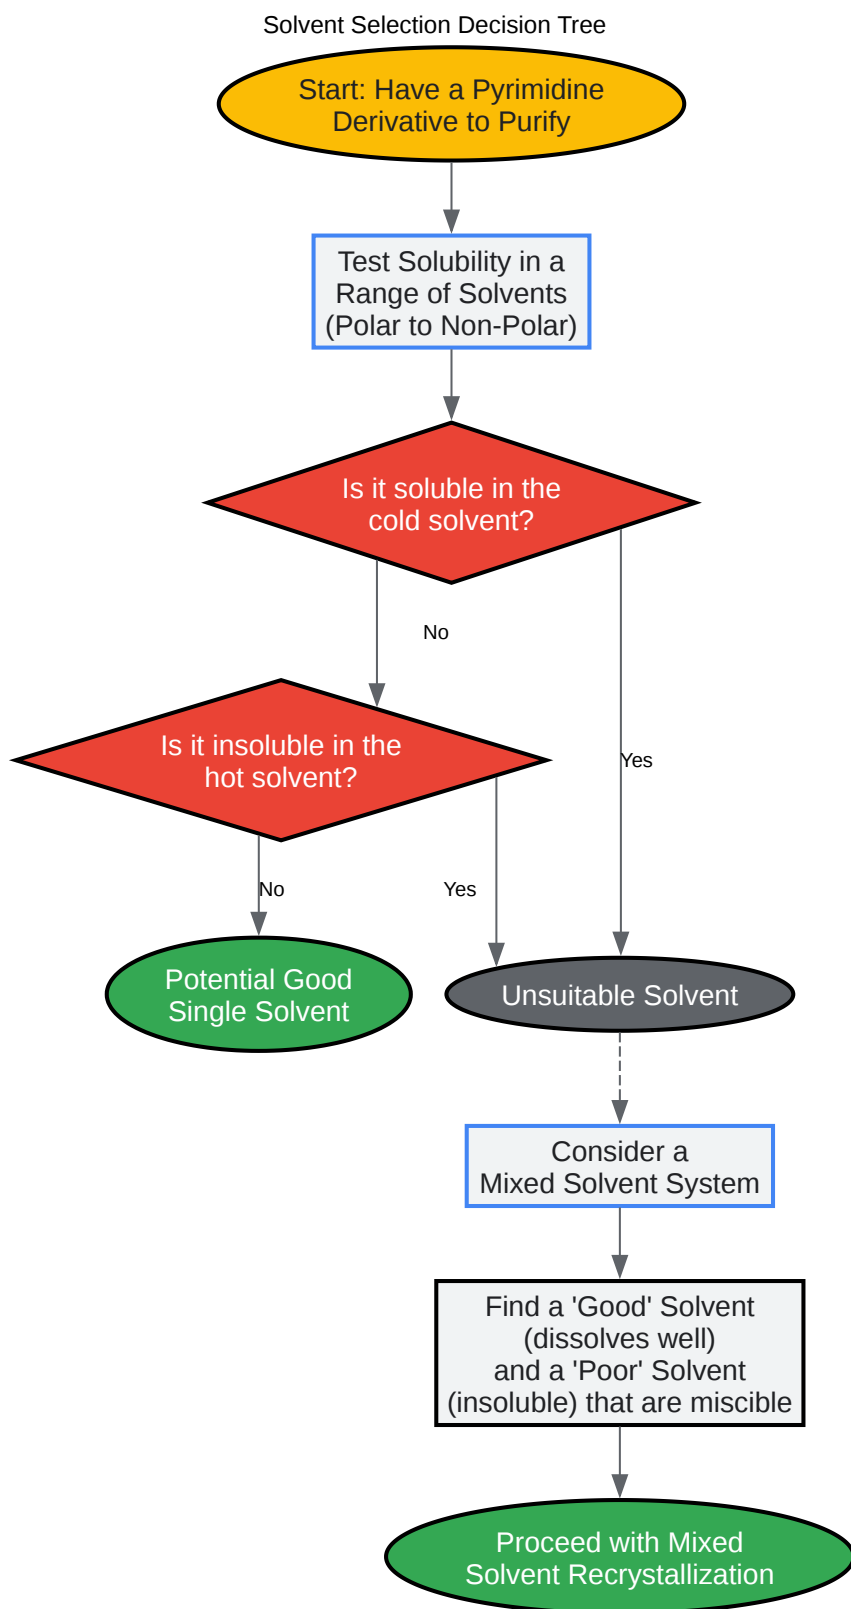 Solvent Selection Decision Tree
Start: Have a Pyrimidine
Derivative to Purify
Test Solubility in a
Range of Solvents
(Polar to Non-Polar)
Is it soluble in the
cold solvent?
No
Is it insoluble in the
hot solvent?
Yes
No
Yes
Potential Good
Single Solvent
Unsuitable Solvent
Consider a
Mixed Solvent System
Find a 'Good' Solvent
(dissolves well)
and a 'Poor' Solvent
(insoluble) that are miscible
Proceed with Mixed
Solvent Recrystallization